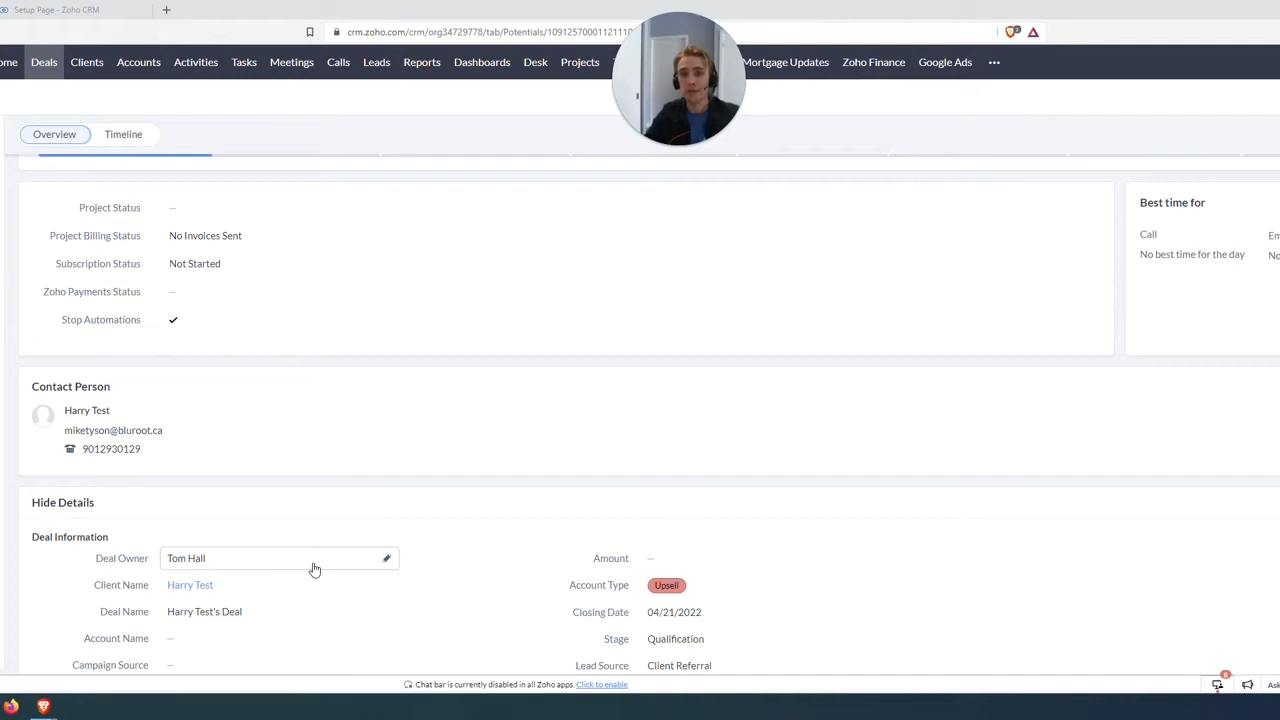 Setup Page - Zoho CRM
crm.zoho.com/crm/org34729778/tab/Potentials/1091257000112111
ome Deals Clients Accounts Activities Tasks Meetings Calls Leads Reports Campaigns Dashboards Desk Projects Mortgage Updates Zoho Finance Google Ads
Overview Timeline
Project Status —
Project Billing Status No Invoices Sent
Subscription Status Not Started
Zoho Payments Status —
Stop Automations
Best time for
Call Em
No best time for the day No
Contact Person
Harry Test
miketyson@bluroot.ca
9012930129
Hide Details
Deal Information
Deal Owner Tom Hall Amount —
Client Name Harry Test Account Type Upsell
Deal Name Harry Test's Deal Closing Date 04/21/2022
Account Name — Stage Qualification
Campaign Source — Lead Source Client Referral
Chat bar is currently disabled in all Zoho apps. Click to enable
Ask